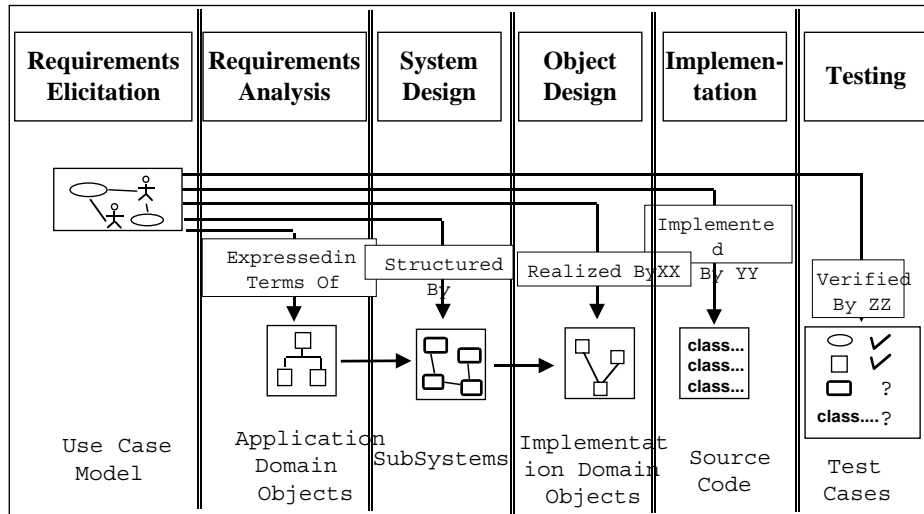 Requirements
Elicitation
Requirements
Analysis
System
Design
Object
Design
Implemen-
tation
Testing
Expressedin
Terms Of
Structured
By
Realized ByXX
Implemente
d
By YY
Verified
By ZZ
class...
class...
class...
?
class....?
Use Case
Model
Application
Domain
Objects
SubSystems
Implementat
ion Domain
Objects
Source
Code
Test
Cases